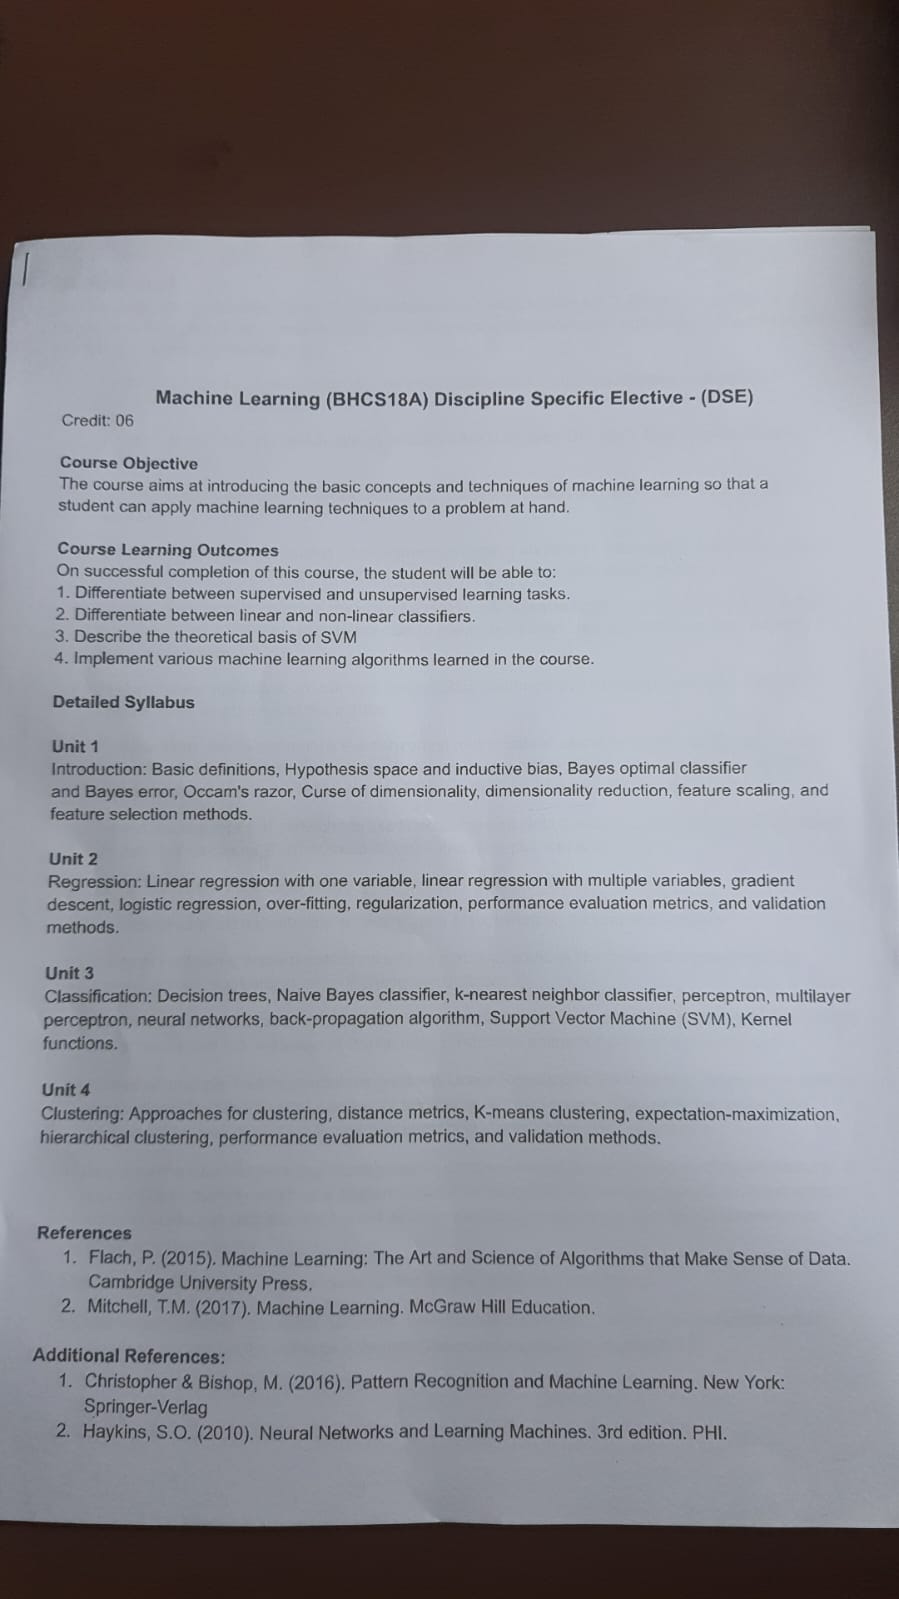 Machine Learning (BHCS18A) Discipline Specific Elective - (DSE)
Credit: 06
Course Objective
The course aims at introducing the basic concepts and techniques of machine learning so that a
student can apply machine learning techniques to a problem at hand.
Course Learning Outcomes
On successful completion of this course, the student will be able to:
1. Differentiate between supervised and unsupervised learning tasks.
2. Differentiate between linear and non-linear classifiers.
3. Describe the theoretical basis of SVM
4. Implement various machine learning algorithms learned in the course.
Detailed Syllabus
Unit 1
Introduction: Basic definitions, Hypothesis space and inductive bias, Bayes optimal classifier
and Bayes error, Occam's razor, Curse of dimensionality, dimensionality reduction, feature scaling, and
feature selection methods.
Unit 2
Regression: Linear regression with one variable, linear regression with multiple variables, gradient
descent, logistic regression, over-fitting, regularization, performance evaluation metrics, and validation
methods.
Unit 3
Classification: Decision trees, Naive Bayes classifier, k-nearest neighbor classifier, perceptron, multilayer
perceptron, neural networks, back-propagation algorithm, Support Vector Machine (SVM), Kernel
functions.
Unit 4
Clustering: Approaches for clustering, distance metrics, K-means clustering, expectation-maximization,
hierarchical clustering, performance evaluation metrics, and validation methods.
References
1. Flach, P. (2015). Machine Learning: The Art and Science of Algorithms that Make Sense of Data.
Cambridge University Press.
2. Mitchell, T.M. (2017). Machine Learning. McGraw Hill Education.
Additional References:
1. Christopher & Bishop, M. (2016). Pattern Recognition and Machine Learning. New York:
Springer-Verlag
2. Haykins, S.O. (2010). Neural Networks and Learning Machines. 3rd edition. PHI.